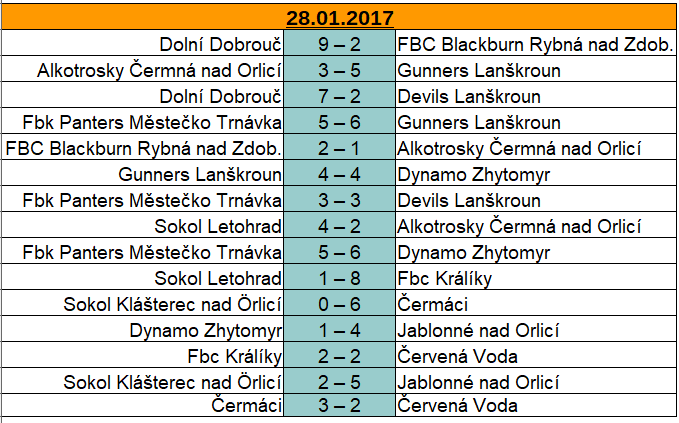 28.01.2017
Dolní Dobrouč 9 – 2 FBC Blackburn Rybná nad Zdob.
Alkotrosky Čermná nad Orlicí 3 – 5 Gunners Lanškroun
Dolní Dobrouč 7 – 2 Devils Lanškroun
Fbk Panters Městečko Trnávka 5 – 6 Gunners Lanškroun
FBC Blackburn Rybná nad Zdob. 2 – 1 Alkotrosky Čermná nad Orlicí
Gunners Lanškroun 4 – 4 Dynamo Zhytomyr
Fbk Panters Městečko Trnávka 3 – 3 Devils Lanškroun
Sokol Letohrad 4 – 2 Alkotrosky Čermná nad Orlicí
Fbk Panters Městečko Trnávka 5 – 6 Dynamo Zhytomyr
Sokol Letohrad 1 – 8 Fbc Králíky
Sokol Klášterec nad Örlicí 0 – 6 Čermáci
Dynamo Zhytomyr 1 – 4 Jablonné nad Orlicí
Fbc Králíky 2 – 2 Červená Voda
Sokol Klášterec nad Örlicí 2 – 5 Jablonné nad Orlicí
Čermáci 3 – 2 Červená Voda